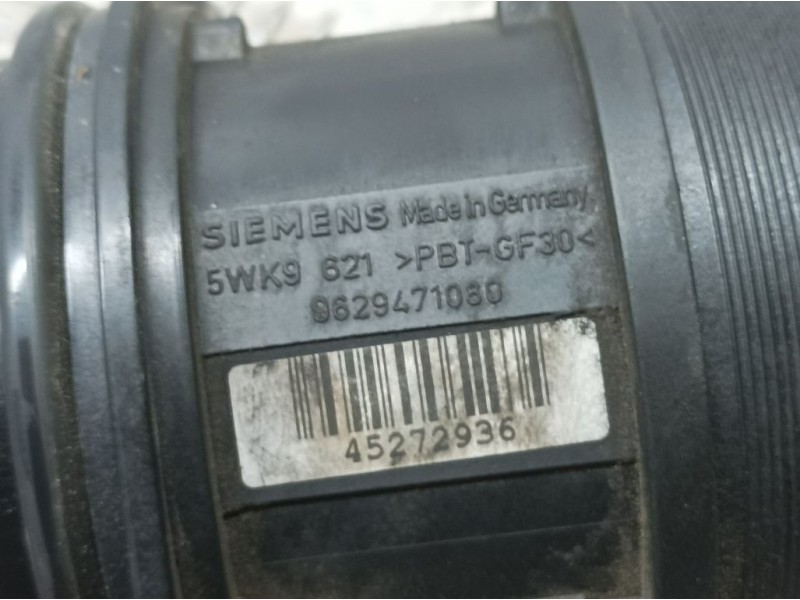 SIEMENS Made in Germany
5WK9 621 >PBT-GF30<
9629471080
45272936